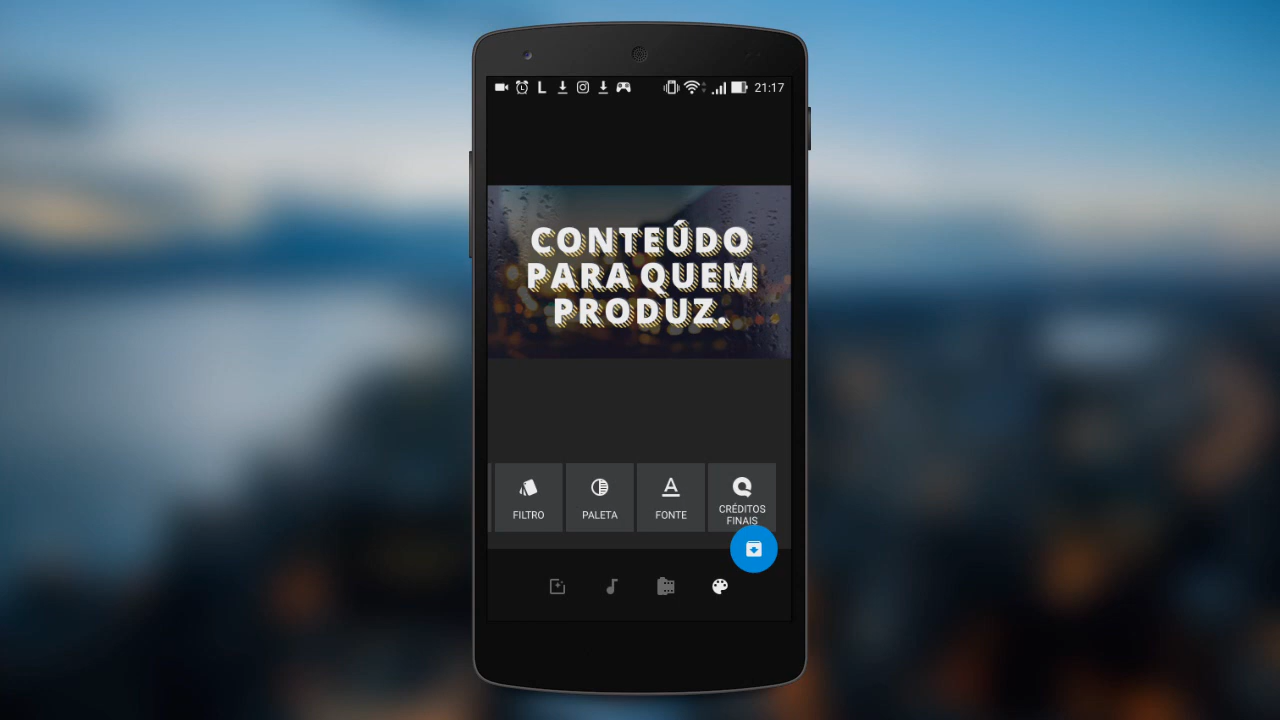 L 21:17
CONTEÚDO
PARA QUEM
PRODUZ.
FILTRO PALETA FONTE CRÉDITOS
FINAIS